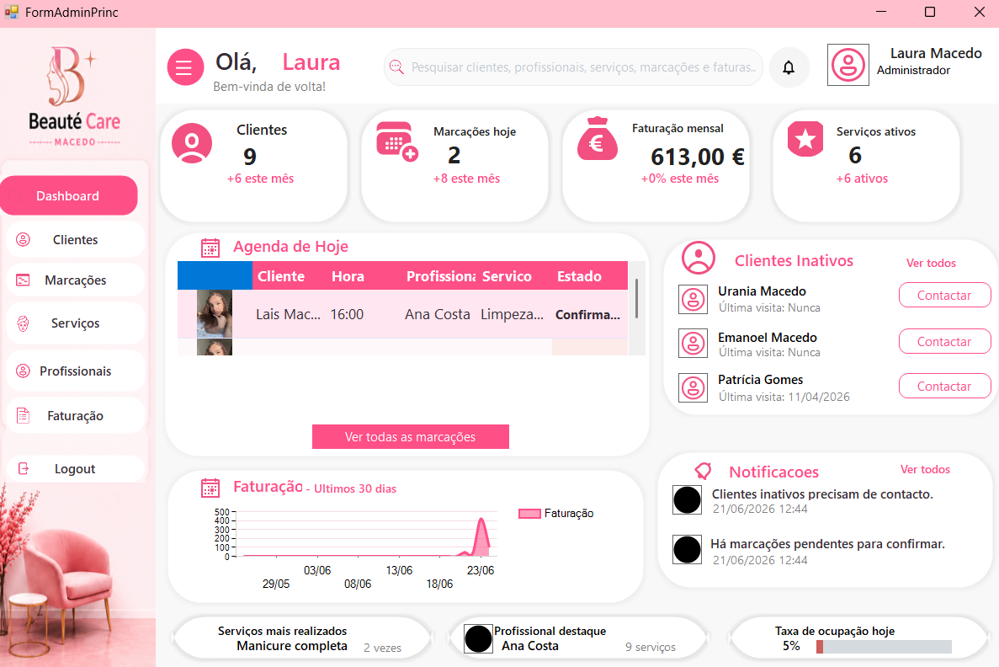 FormAdminPrinc
B
Beauté Care
MACEDO
Dashboard
Clientes
Marcações
Serviços
Profissionais
Faturação
Logout
Olá, Laura
Bem-vinda de volta!
Pesquisar clientes, profissionais, serviços, marcações e faturas..
Laura Macedo
Administrador
Clientes
9
+6 este mês
Marcações hoje
2
+8 este mês
€
Faturação mensal
613,00 €
+0% este mês
Serviços ativos
6
+6 ativos
Agenda de Hoje
Cliente Hora Profissiona Servico Estado
Lais Mac... 16:00 Ana Costa Limpeza... Confirma...
Ver todas as marcações
Clientes Inativos Ver todos
Urania Macedo
Última visita: Nunca
Contactar
Emanoel Macedo
Última visita: Nunca
Contactar
Patrícia Gomes
Última visita: 11/04/2026
Contactar
Faturação - Ultimos 30 dias
500
400
300
200
100
0
03/06 13/06 23/06
29/05 08/06 18/06
Faturação
Notificacoes Ver todos
Clientes inativos precisam de contacto.
21/06/2026 12:44
Há marcações pendentes para confirmar.
21/06/2026 12:44
Serviços mais realizados
Manicure completa 2 vezes
Profissional destaque
Ana Costa 9 serviços
Taxa de ocupação hoje
5%